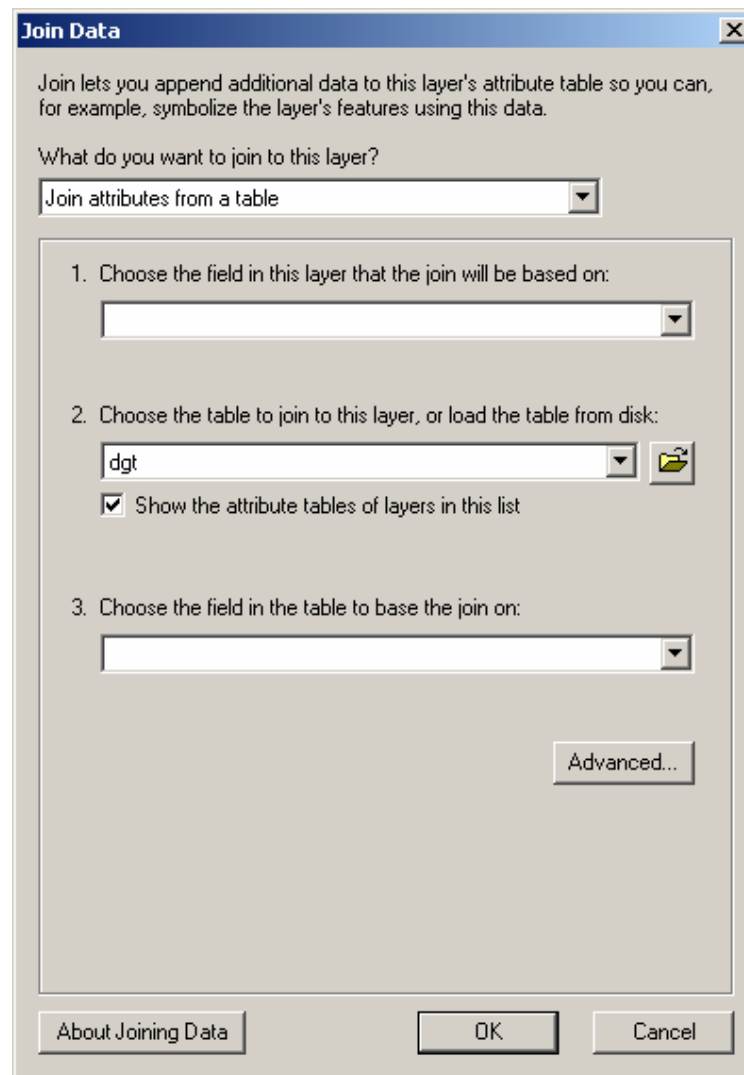 Join Data
Join lets you append additional data to this layer's attribute table so you can,
for example, symbolize the layer's features using this data.
What do you want to join to this layer?
Join attributes from a table
1. Choose the field in this layer that the join will be based on:
2. Choose the table to join to this layer, or load the table from disk:
dgt
Show the attribute tables of layers in this list
3. Choose the field in the table to base the join on:
Advanced...
About Joining Data
OK
Cancel